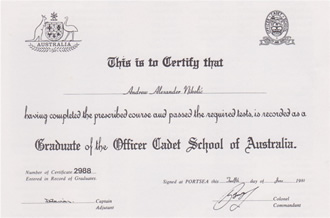 AUSTRALIA
This is to Certify that
Andrew Alexander Nikolić
having completed the prescribed course and passed the required tests, is recorded as a
Graduate of the Officer Cadet School of Australia.
Number of Certificate 2988
Entered in Record of Graduates
Signed at PORTSEA this day of 19
Captain
Adjutant
Colonel
Commandant